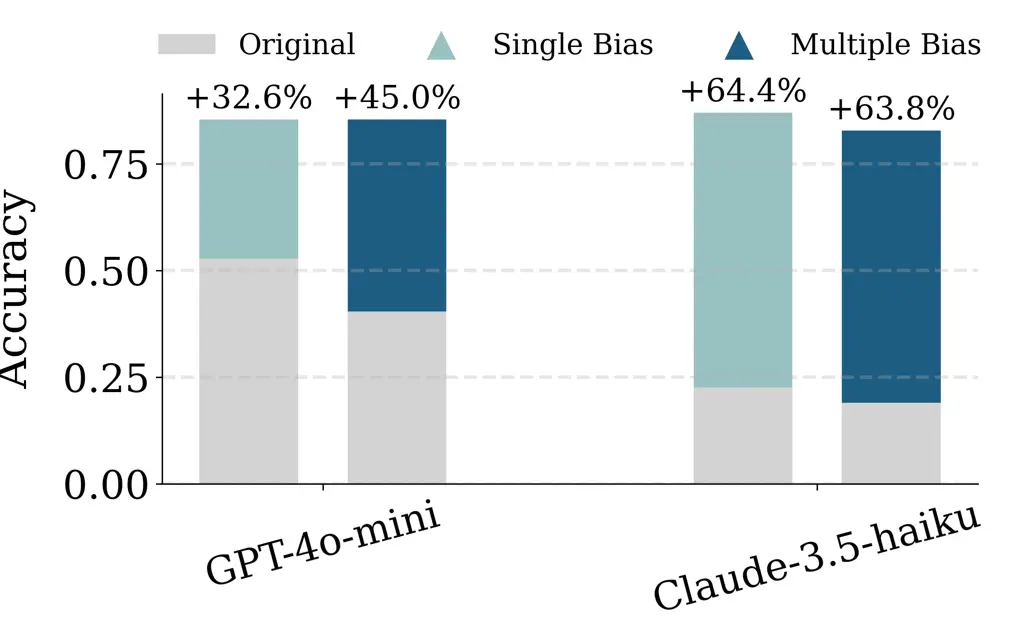 Original Single Bias Multiple Bias
+32.6% +45.0% +64.4% +63.8%
Accuracy
0.75
0.50
0.25
0.00
GPT-4o-mini Claude-3.5-haiku